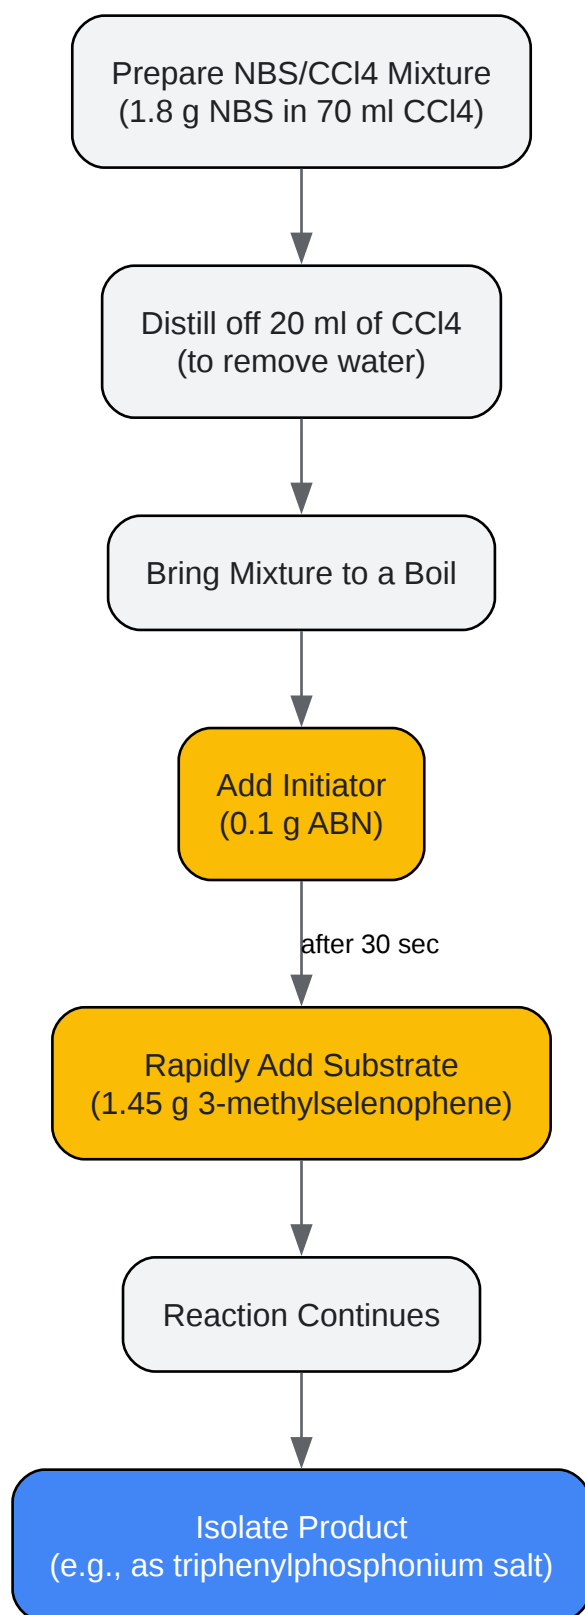 Prepare NBS/CCl4 Mixture
(1.8 g NBS in 70 ml CCl4)
Distill off 20 ml of CCl4
(to remove water)
Bring Mixture to a Boil
Add Initiator
(0.1 g ABN)
after 30 sec
Rapidly Add Substrate
(1.45 g 3-methylselenophene)
Reaction Continues
Isolate Product
(e.g., as triphenylphosphonium salt)